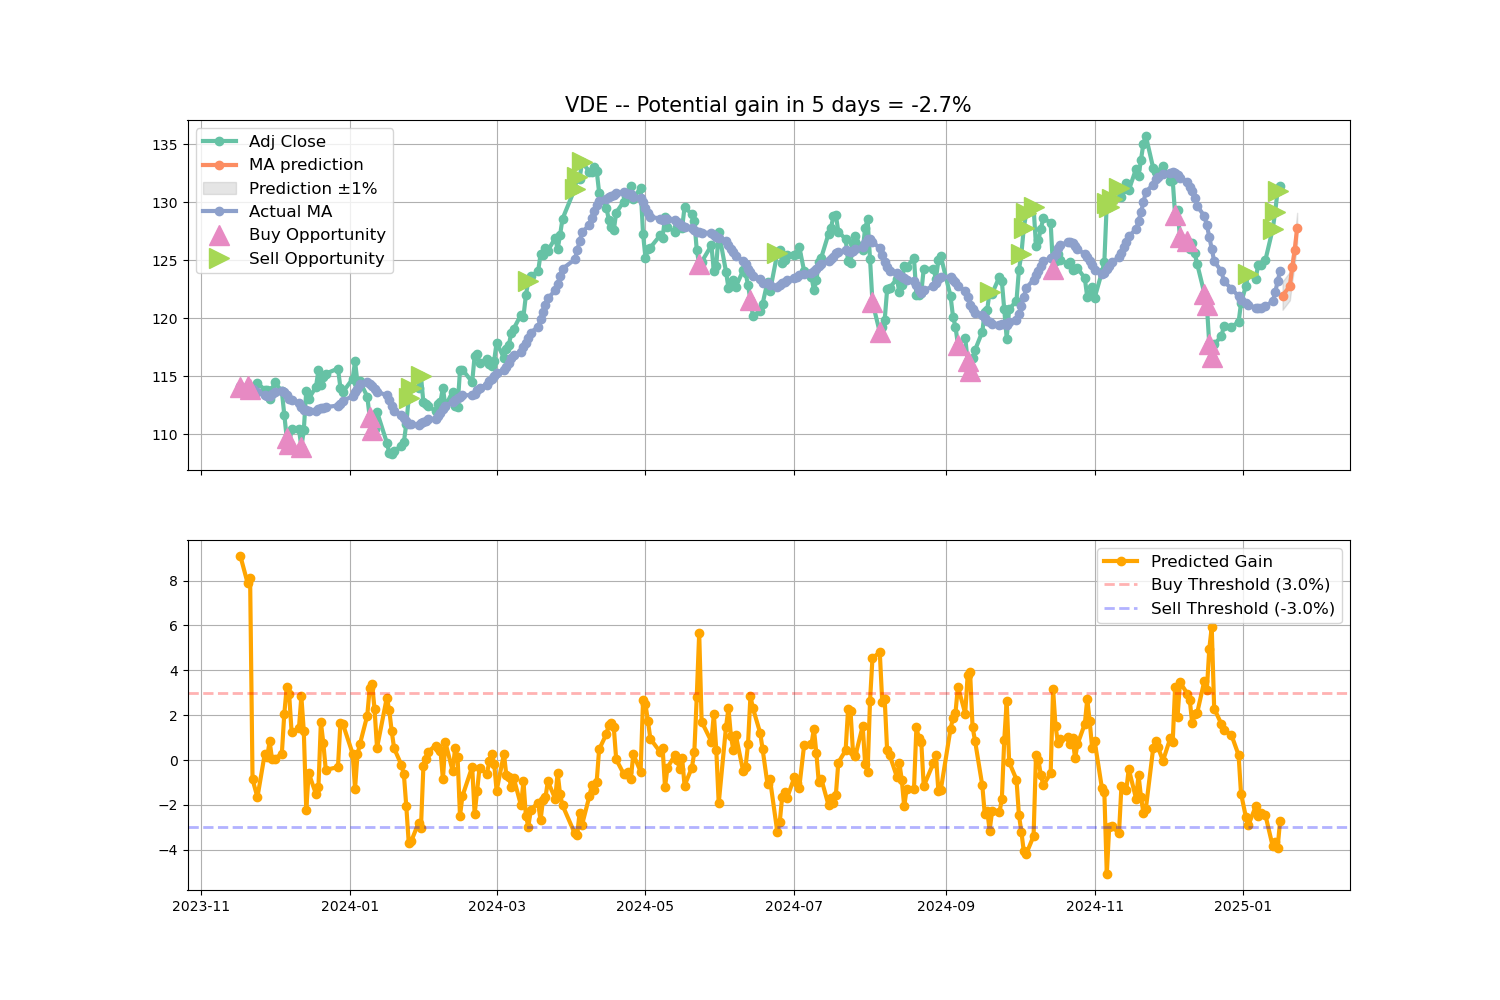 VDE -- Potential gain in 5 days = -2.7%
135
130
125
120
115
110
Adj Close
MA prediction
Prediction ±1%
Actual MA
Buy Opportunity
Sell Opportunity
8
6
4
2
0
−2
−4
Predicted Gain
Buy Threshold (3.0%)
Sell Threshold (-3.0%)
2023-11
2024-01
2024-03
2024-05
2024-07
2024-09
2024-11
2025-01